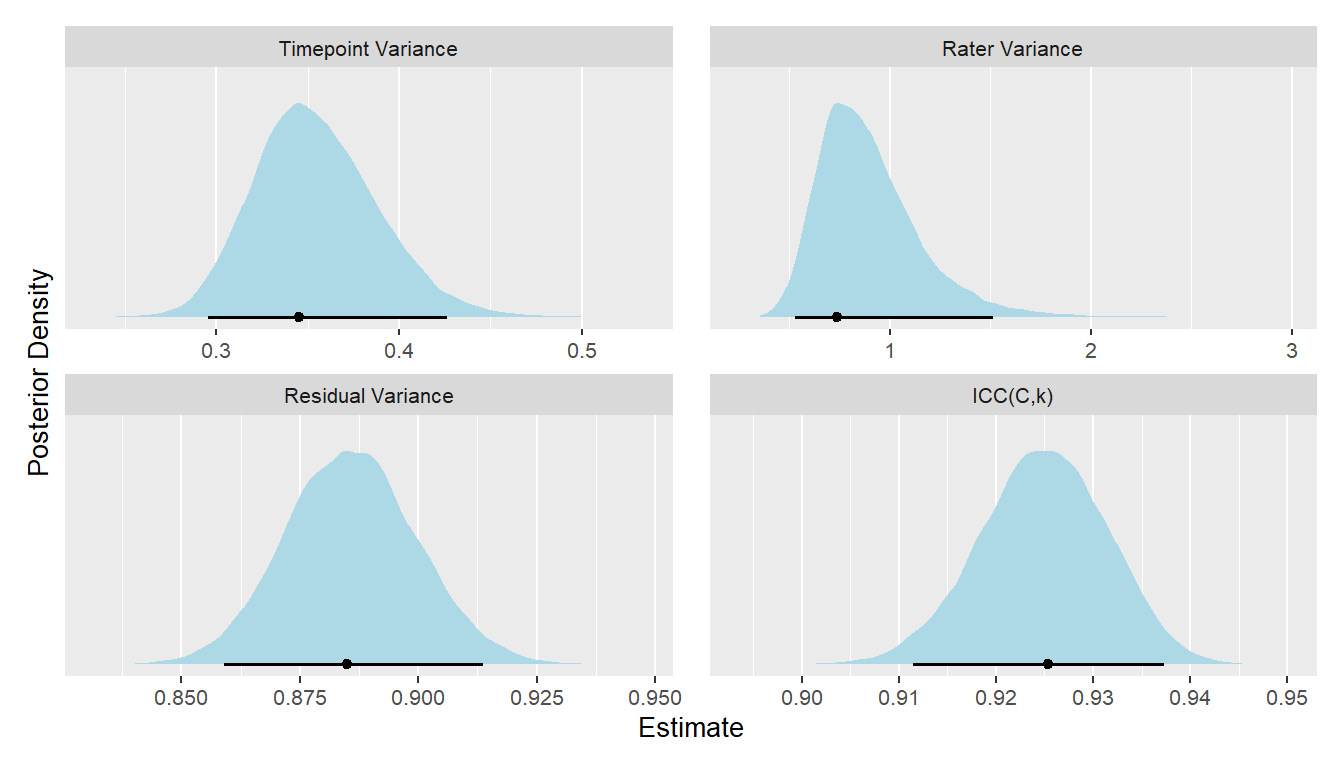 Timepoint Variance
Rater Variance
0.3 0.4 0.5
1 2 3
Residual Variance
ICC(C,k)
0.850 0.875 0.900 0.925 0.950
0.90 0.91 0.92 0.93 0.94 0.95
Posterior Density
Estimate